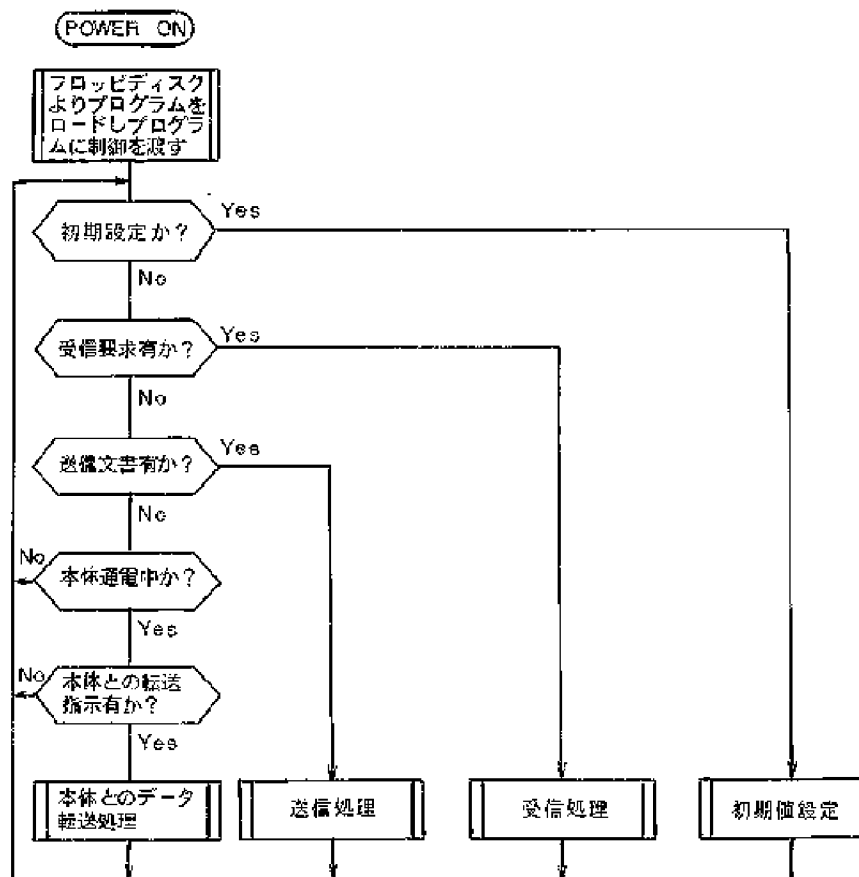 POWER ON
フロッピディスク
よりプログラムを
ロードしプログラ
ムに制御を渡す
初期設定か？
Yes
No
受信要求有か？
Yes
No
送信文書有か？
Yes
No
本体通電中か？
No
Yes
本体との転送
指示有か？
No
Yes
本体とのデータ
転送処理
送信処理
受信処理
初期値設定